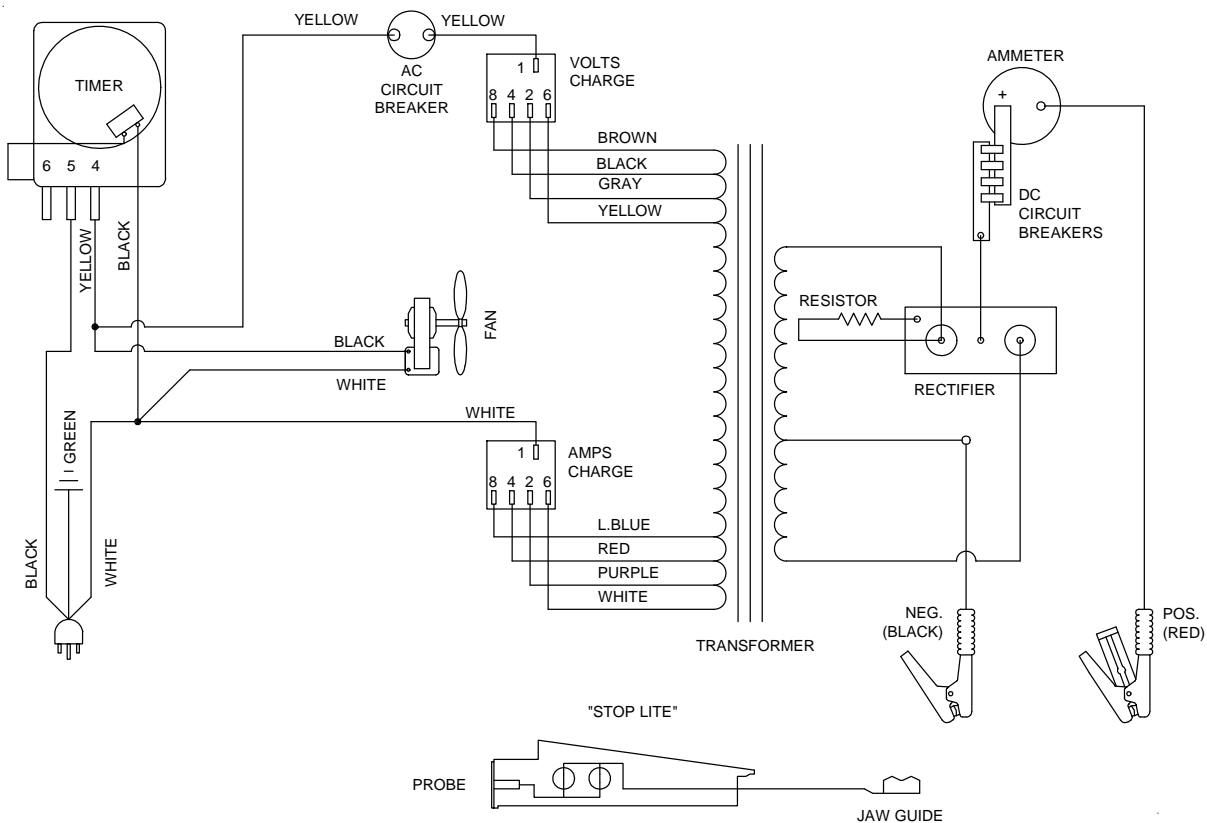 YELLOW
YELLOW
TIMER
6 5 4
AC
CIRCUIT
BREAKER
1
8 4 2 6
VOLTS
CHARGE
AMMETER
+
DC
CIRCUIT
BREAKERS
BROWN
BLACK
GRAY
YELLOW
YELLOW
BLACK
FAN
BLACK
WHITE
RESISTOR
RECTIFIER
WHITE
GREEN
1
8 4 2 6
AMPS
CHARGE
L.BLUE
RED
PURPLE
WHITE
BLACK
WHITE
TRANSFORMER
NEG.
(BLACK)
POS.
(RED)
"STOP LITE"
PROBE
JAW GUIDE